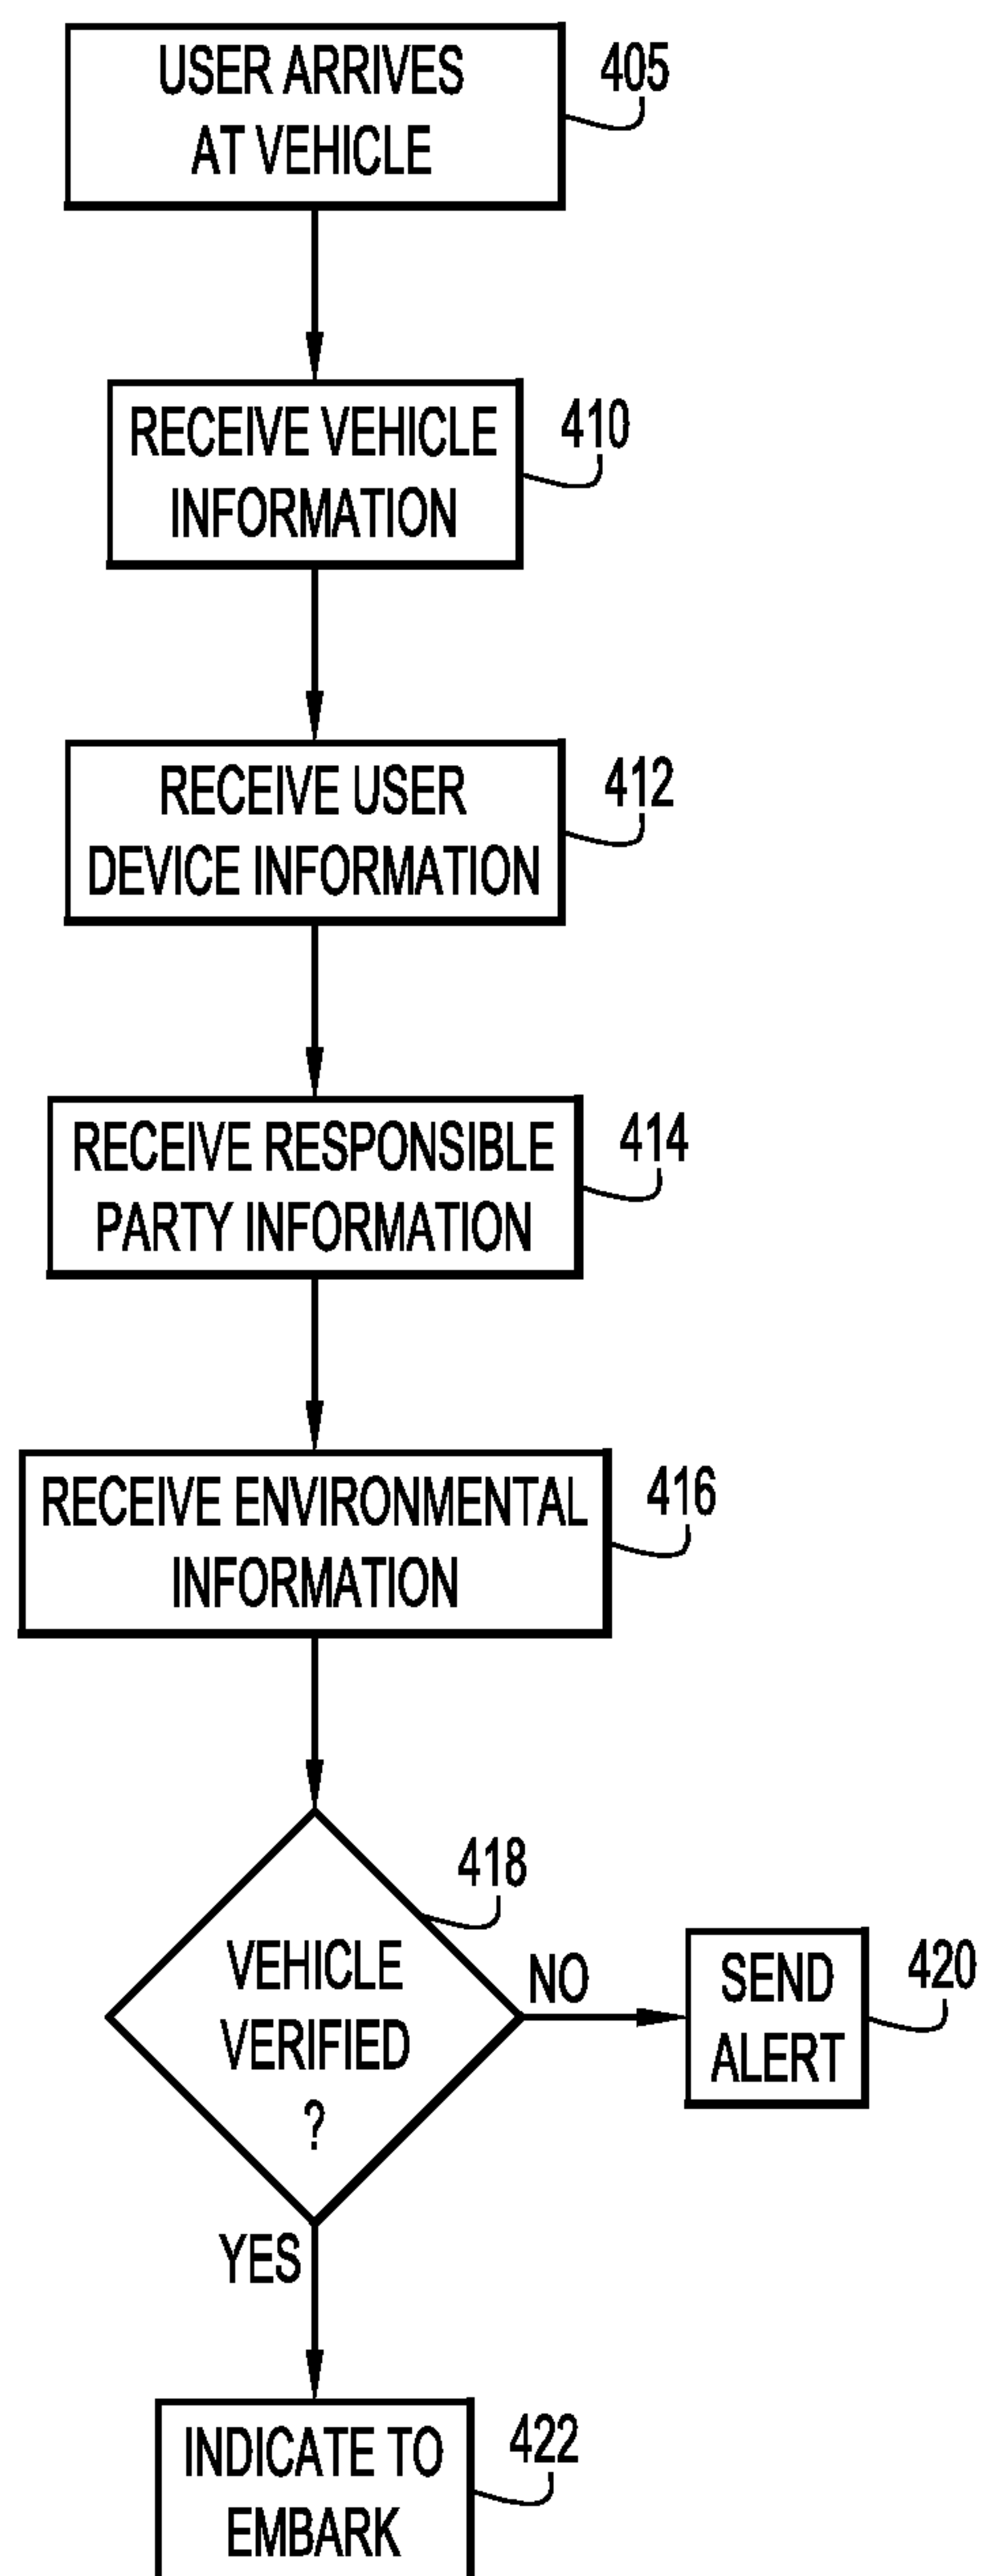 USER ARRIVES
AT VEHICLE
405
RECEIVE VEHICLE
INFORMATION
410
RECEIVE USER
DEVICE INFORMATION
412
RECEIVE RESPONSIBLE
PARTY INFORMATION
414
RECEIVE ENVIRONMENTAL
INFORMATION
416
418
VEHICLE
VERIFIED
?
NO
SEND
ALERT
420
YES
INDICATE TO
EMBARK
422